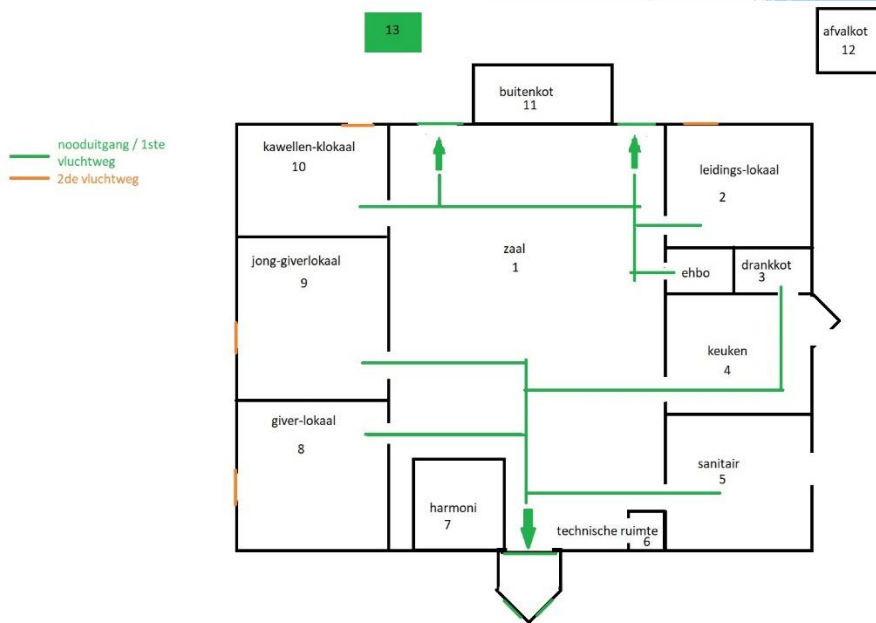 13
afvalkot
12
buitenkot
11
nooduitgang / 1ste
vluchtweg
2de vluchtweg
kawellen-klokaal
10
leidings-lokaal
2
zaal
1
jong-giverlokaal
9
ehbo
drankkot
3
keuken
4
giver-lokaal
8
sanitair
5
harmoni
7
technische ruimte
6